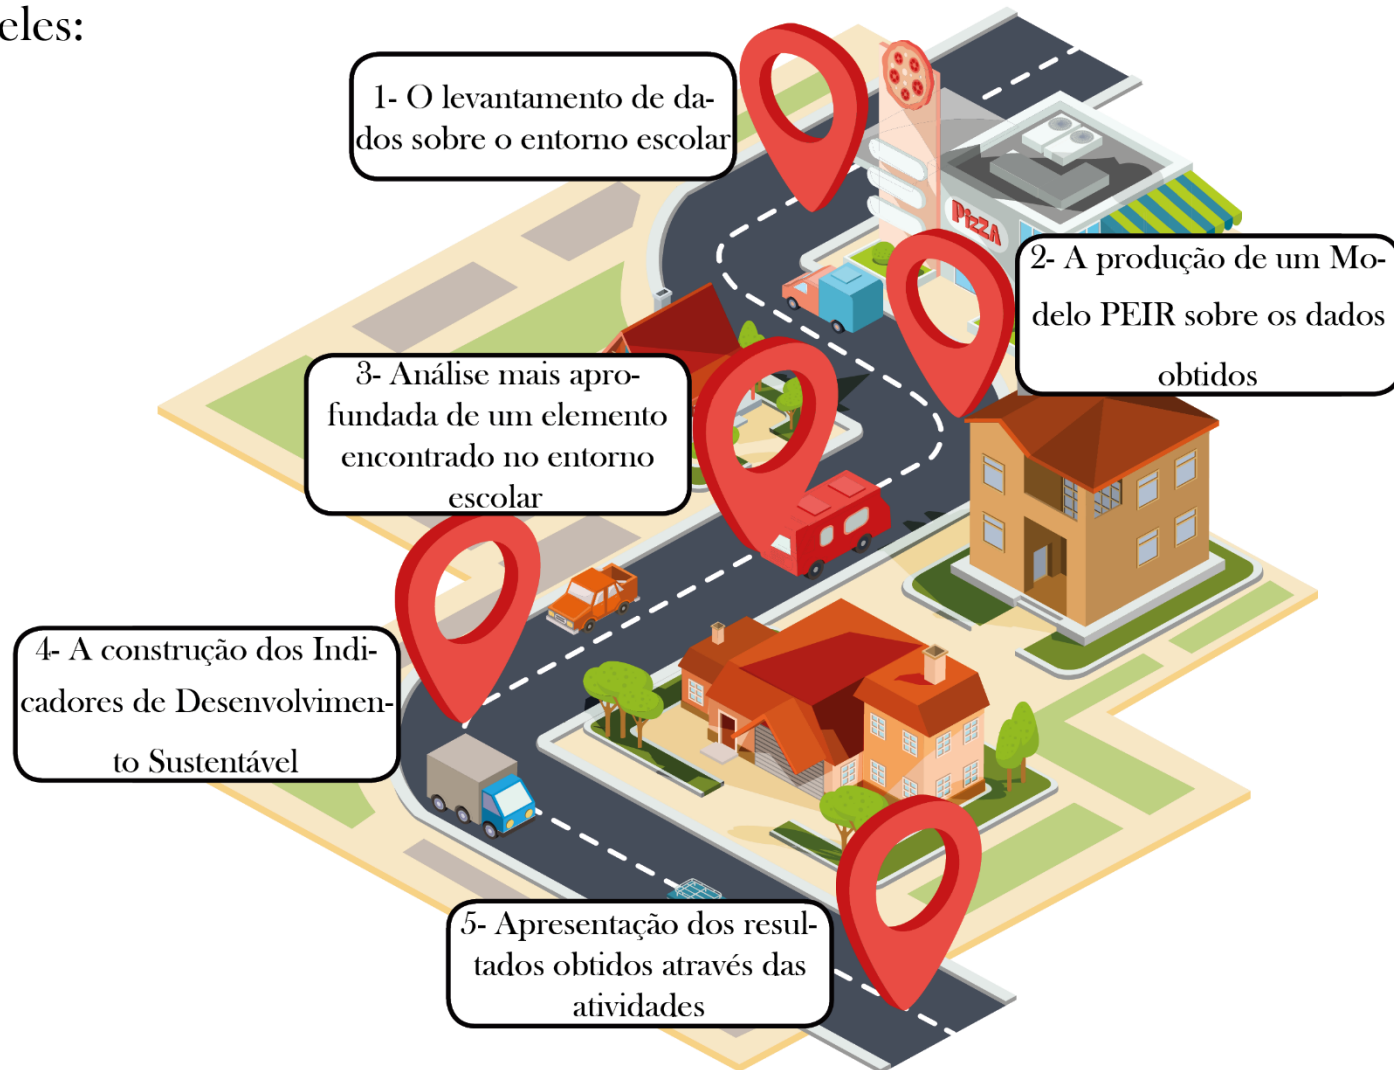 eles:
1- O levantamento de da-
dos sobre o entorno escolar
PizZA
2- A produção de um Mo-
delo PEIR sobre os dados
obtidos
3- Análise mais apro-
fundada de um elemento
encontrado no entorno
escolar
4- A construção dos Indi-
cadores de Desenvolvimen-
to Sustentável
5- Apresentação dos resul-
tados obtidos através das
atividades